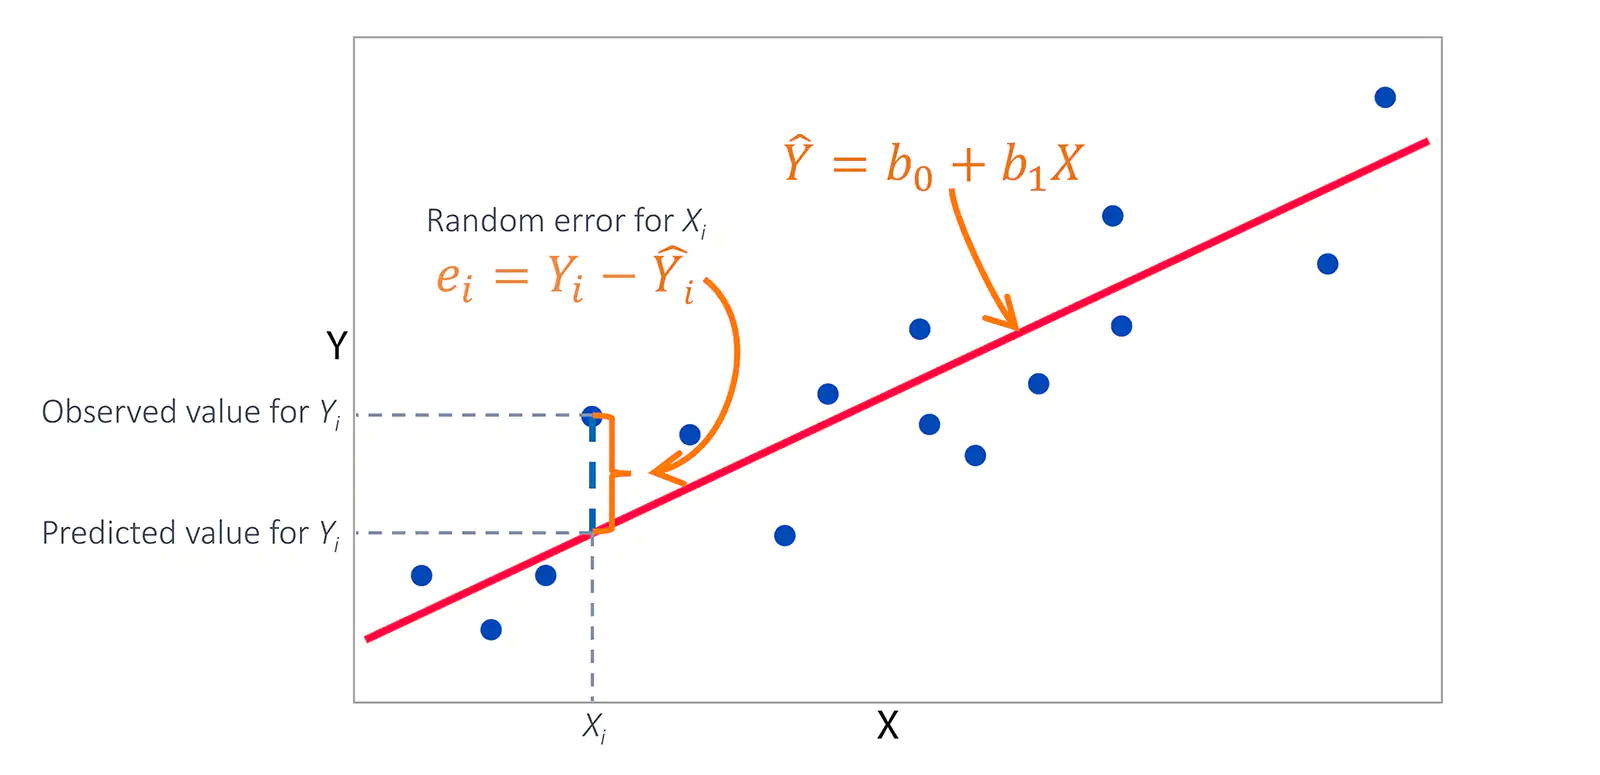 Ŷ = b₀ + b₁X
Random error for Xᵢ
eᵢ = Yᵢ − Ŷᵢ
Y
Observed value for Yᵢ
Predicted value for Yᵢ
Xᵢ
X